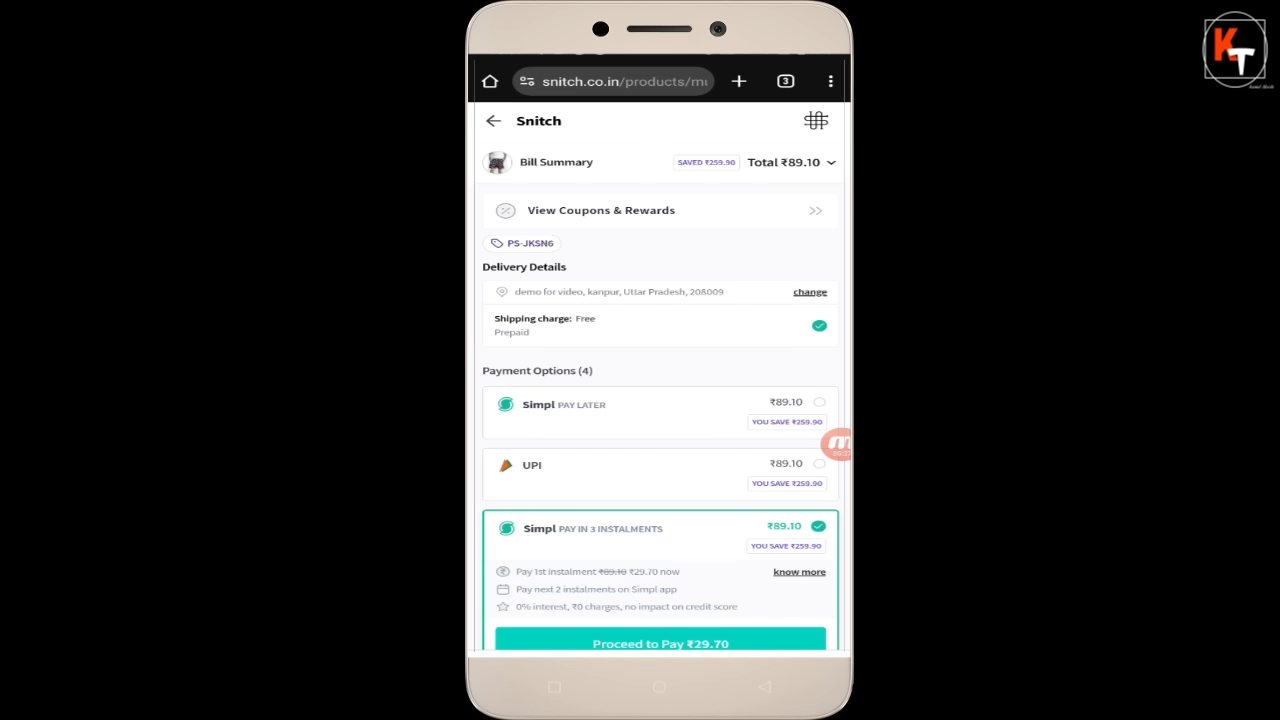 KT
snitch.co.in/products/mu
3
Snitch
Bill Summary
SAVED ₹259.90
Total ₹89.10
View Coupons & Rewards
PS-JKSN6
Delivery Details
demo for video, kanpur, Uttar Pradesh, 208009
change
Shipping charge: Free
Prepaid
Payment Options (4)
Simpl PAY LATER
₹89.10
YOU SAVE ₹259.90
UPI
₹89.10
YOU SAVE ₹259.90
Simpl PAY IN 3 INSTALMENTS
₹89.10
YOU SAVE ₹259.90
Pay 1st instalment ₹89.10 ₹29.70 now
know more
Pay next 2 instalments on Simpl app
0% interest, ₹0 charges, no impact on credit score
Proceed to Pay ₹29.70